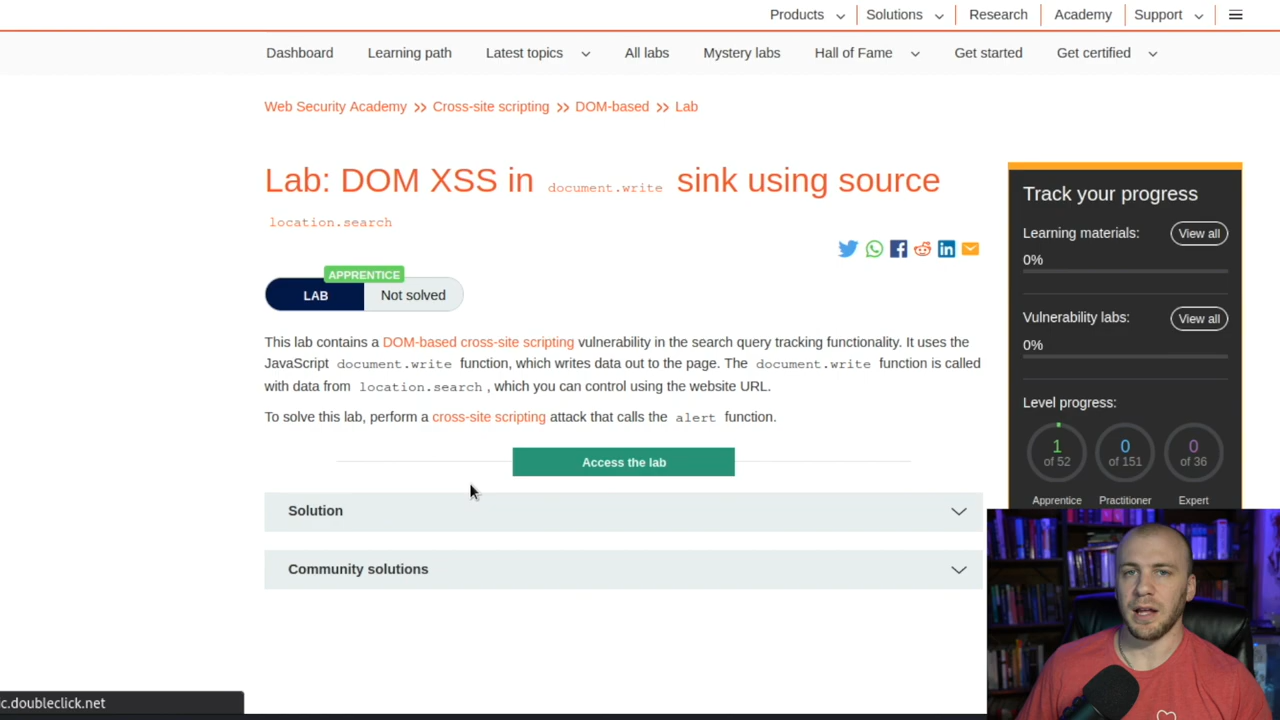 Products Solutions Research Academy Support
Dashboard Learning path Latest topics All labs Mystery labs Hall of Fame Get started Get certified
Web Security Academy >> Cross-site scripting >> DOM-based >> Lab
Lab: DOM XSS in document.write sink using source
location.search
APPRENTICE
LAB Not solved
This lab contains a DOM-based cross-site scripting vulnerability in the search query tracking functionality. It uses the
JavaScript document.write function, which writes data out to the page. The document.write function is called
with data from location.search, which you can control using the website URL.
To solve this lab, perform a cross-site scripting attack that calls the alert function.
Access the lab
Solution
Community solutions
Track your progress
Learning materials: View all
0%
Vulnerability labs: View all
0%
Level progress:
1 0 0
of 52 of 151 of 36
Apprentice Practitioner Expert
c.doubleclick.net